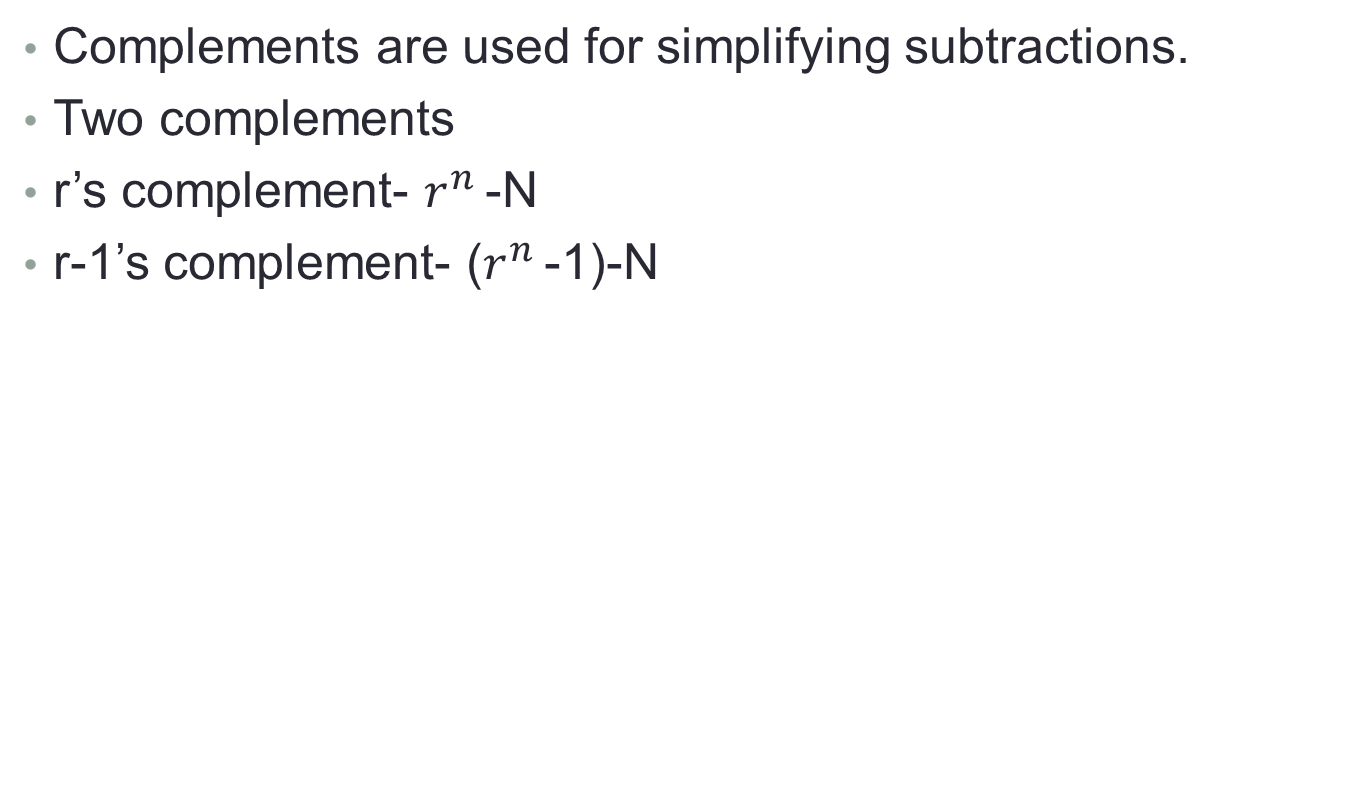 • Complements are used for simplifying subtractions.
• Two complements
• r’s complement- 𝑟ⁿ -N
• r-1’s complement- (𝑟ⁿ -1)-N